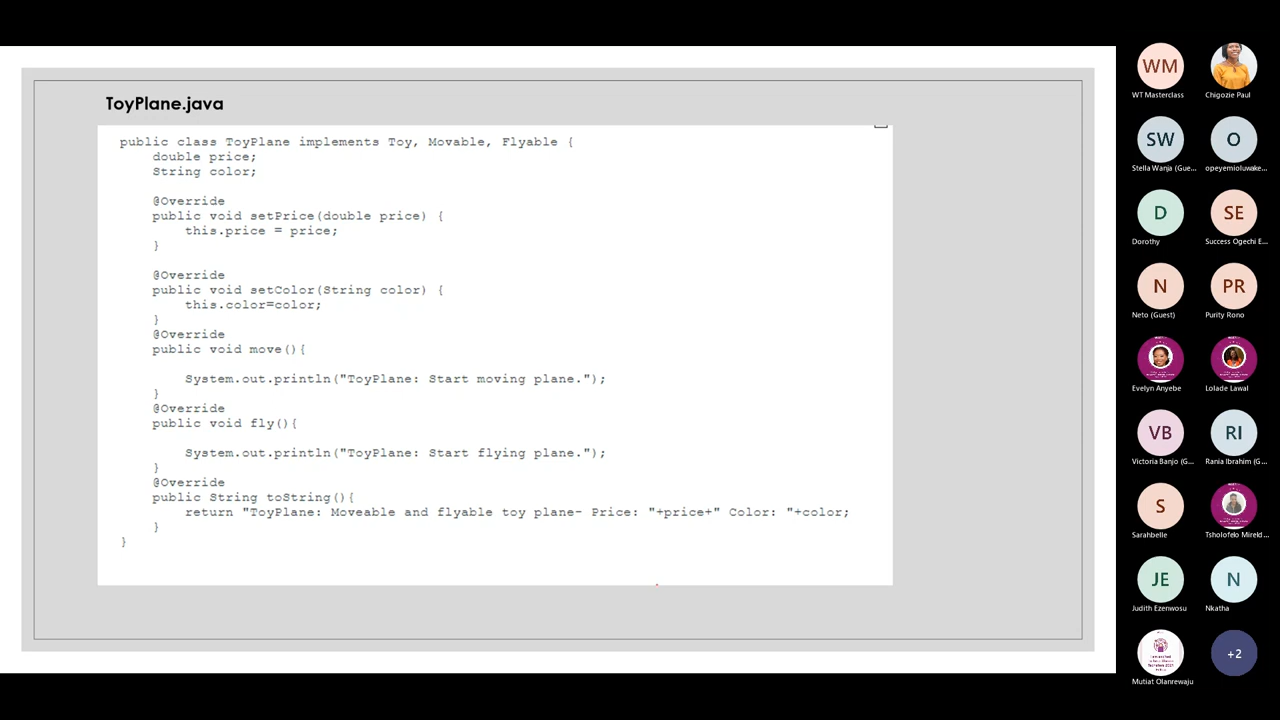 ToyPlane.java
public class ToyPlane implements Toy, Movable, Flyable {
double price;
String color;
@Override
public void setPrice(double price) {
this.price = price;
}
@Override
public void setColor(String color) {
this.color=color;
}
@Override
public void move(){
System.out.println("ToyPlane: Start moving plane.");
}
@Override
public void fly(){
System.out.println("ToyPlane: Start flying plane.");
}
@Override
public String toString(){
return "ToyPlane: Moveable and flyable toy plane- Price: "+price+" Color: "+color;
}
}
WM
WT Masterclass
Chigozie Paul
SW
O
Stella Wanja (Gue...
opeyemioluwake...
D
SE
Dorothy
Success Ogechi E...
N
PR
Neto (Guest)
Purity Rono
Evelyn Anyebe
Lolade Lawal
VB
RI
Victoria Banjo (G...
Rania Ibrahim (G...
S
Sarahbelle
Tsholofelo Mireld...
JE
N
Judith Ezenwosu
Nkatha
+2
Mutiat Olanrewaju